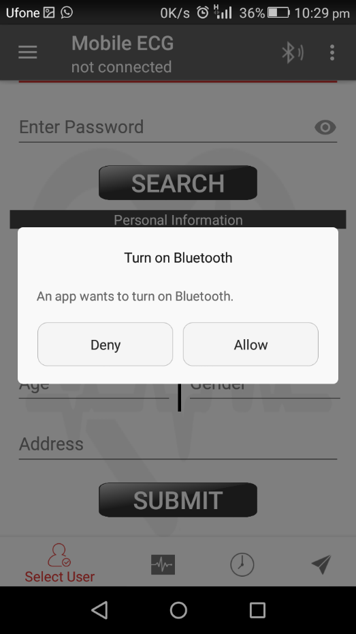 Ufone 0K/s H 36% 10:29 pm
Mobile ECG
not connected
Enter Password
SEARCH
Personal Information
Turn on Bluetooth
An app wants to turn on Bluetooth.
Deny Allow
Age Gender
Address
SUBMIT
Select User